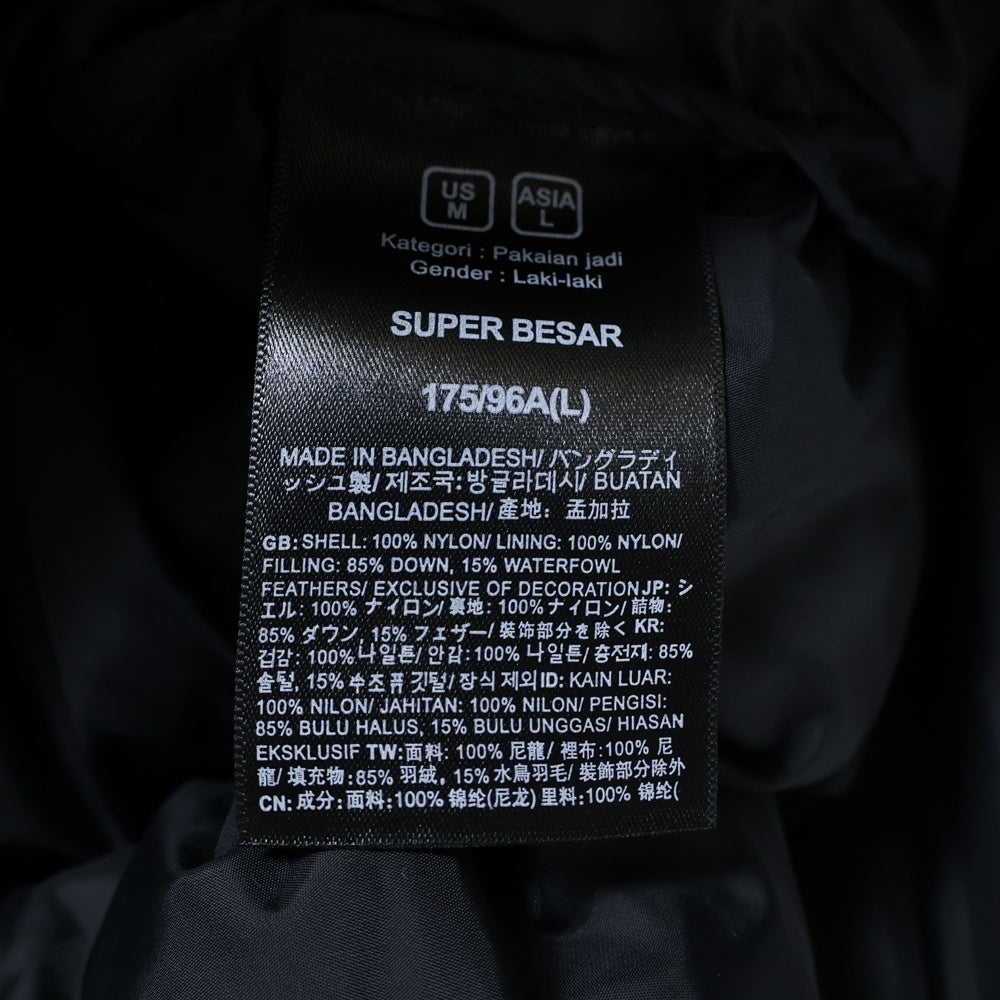 US ASIA
M L
Kategori : Pakaian jadi
Gender : Laki-laki
SUPER BESAR
175/96A(L)
MADE IN BANGLADESH/ バングラディ
ッシュ製/ 제조국: 방글라데시/ BUATAN
BANGLADESH/ 產地：孟加拉
GB: SHELL: 100% NYLON/ LINING: 100% NYLON/
FILLING: 85% DOWN, 15% WATERFOWL
FEATHERS/ EXCLUSIVE OF DECORATION JP: シ
エル: 100% ナイロン/ 裏地: 100% ナイロン/ 詰物:
85% ダウン, 15% フェザー/ 装飾部分を除く KR:
겉감: 100% 나일론/ 안감: 100% 나일론/ 충전재: 85%
솜털, 15% 수조류 깃털/ 장식 제외 ID: KAIN LUAR:
100% NILON/ JAHITAN: 100% NILON/ PENGISI:
85% BULU HALUS, 15% BULU UNGGAS/ HIASAN
EKSKLUSIF TW: 面料: 100% 尼龍/ 裡布: 100% 尼
龍/ 填充物: 85% 羽絨, 15% 水鳥羽毛/ 裝飾部分除外
CN: 成分: 面料: 100% 锦纶(尼龙) 里料: 100% 锦纶(